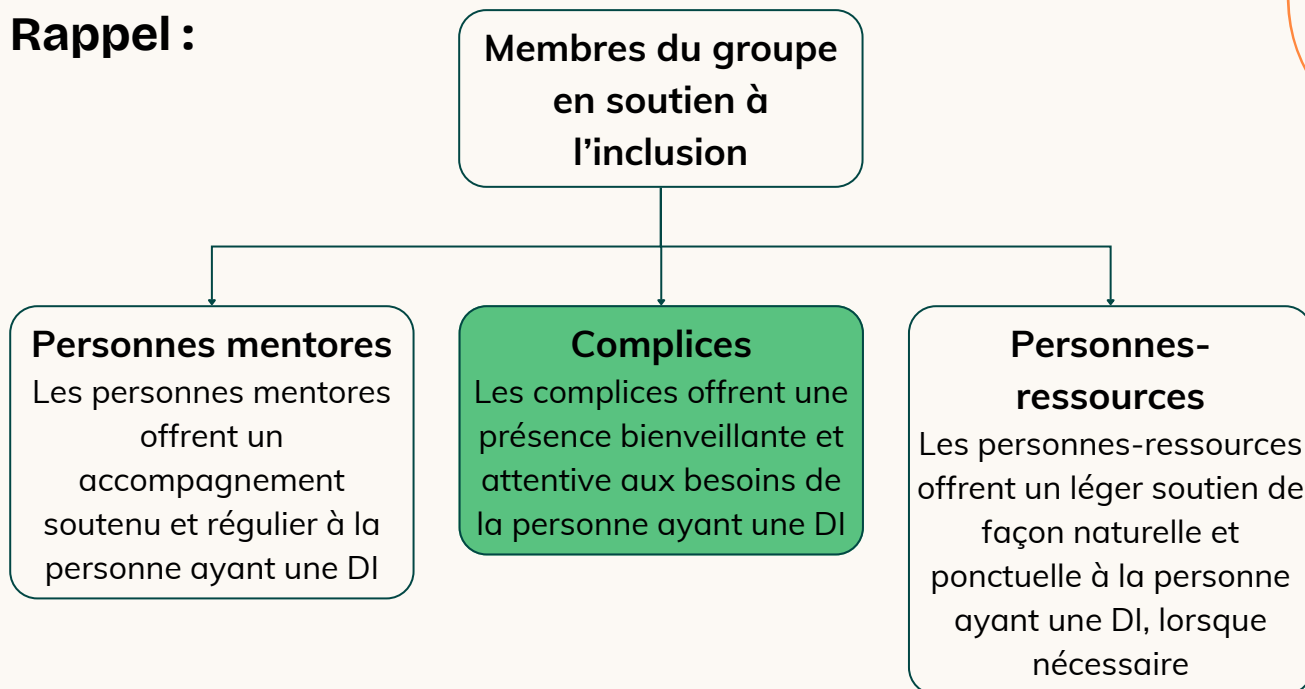 Rappel :
Membres du groupe
en soutien à
l’inclusion
Personnes mentores
Les personnes mentores
offrent un
accompagnement
soutenu et régulier à la
personne ayant une DI
Complices
Les complices offrent une
présence bienveillante et
attentive aux besoins de
la personne ayant une DI
Personnes-
ressources
Les personnes-ressources
offrent un léger soutien de
façon naturelle et
ponctuelle à la personne
ayant une DI, lorsque
nécessaire